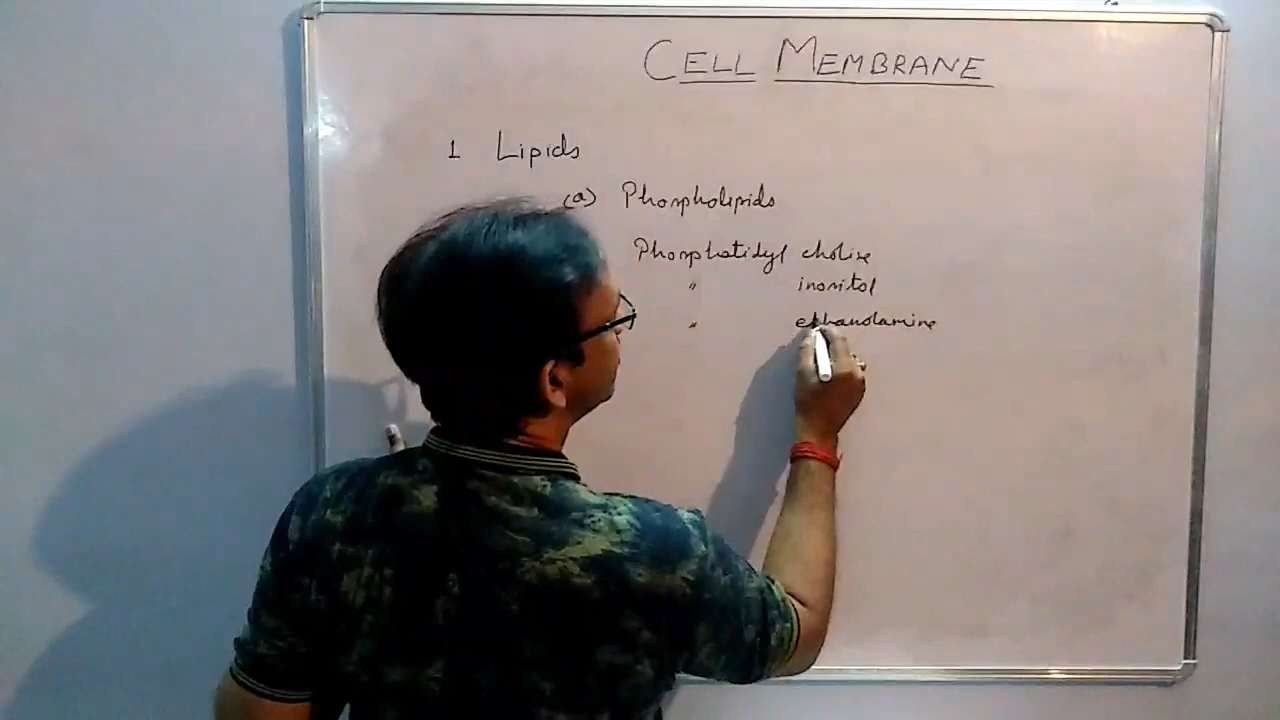 CELL MEMBRANE
1 Lipids
(a) Phospholipids
Phosphatidyl choline
" inositol
" ethanolamine